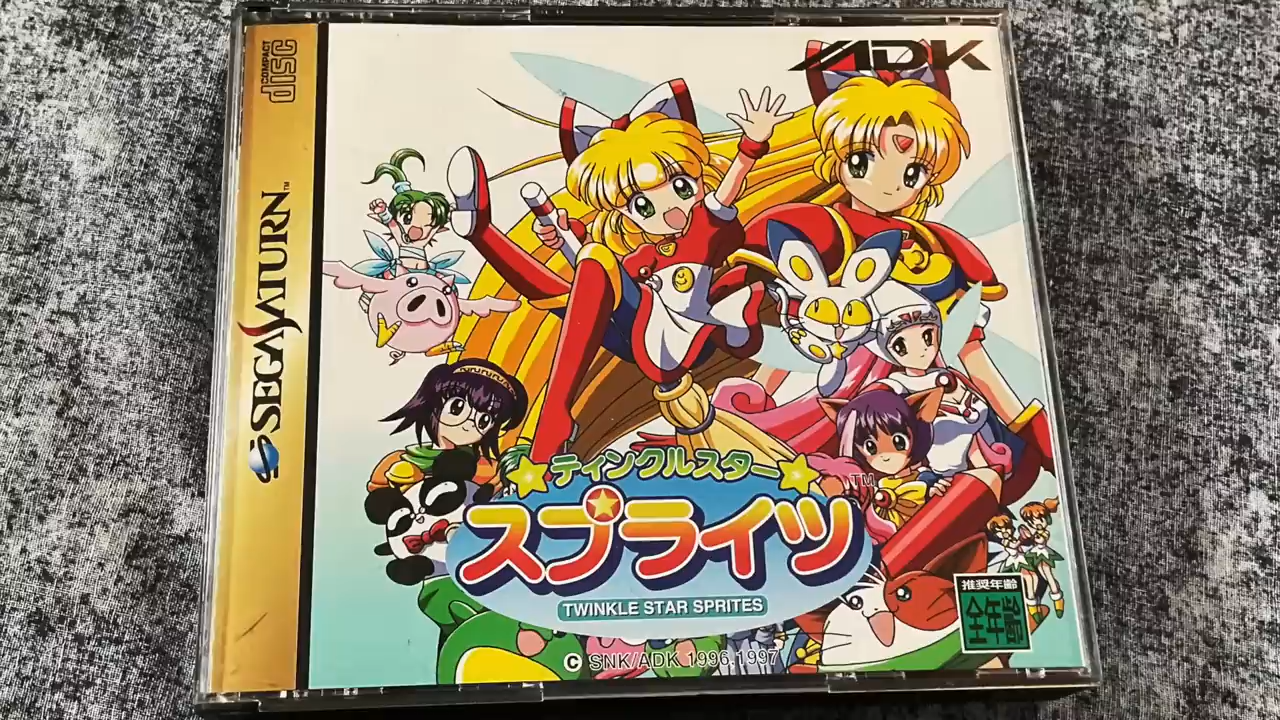 COMPACT
disc
SEGA SATURN™
ADK
ティンクルスター
スプライツ
TM
TWINKLE STAR SPRITES
© SNK/ADK 1996.1997
推奨年齢
全年齢